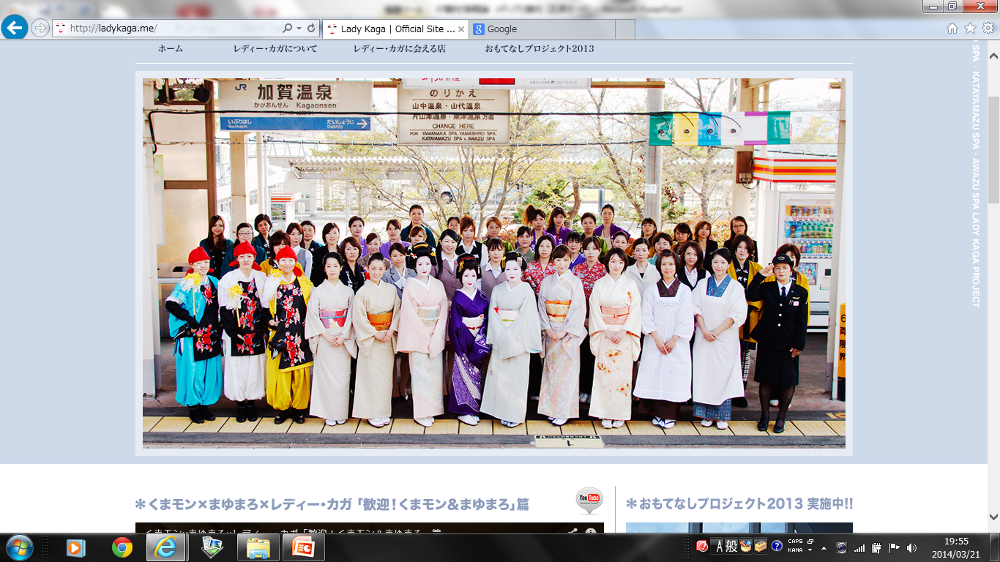 http://ladykaga.me/
Lady Kaga | Official Site ...
Google
ホーム
レディー・カガについて
レディー・カガに会える店
おもてなしプロジェクト2013
SPA・KATAYAMAZU SPA・AWAZU SPA LADY KAGA PROJECT
JR
加賀温泉
かがおんせん Kagaonsen
いぶりはし
Iburihashi
だいしょうじ
Daishoji
のりかえ
山中温泉・山代温泉
片山津温泉・粟津温泉方面
CHANGE HERE
FOR YAMANAKA SPA, YAMASHIRO SPA,
KATAYAMAZU SPA & AWAZU SPA
6両限界
＊くまモン×まゆまろ×レディー・カガ「歓迎！くまモン&まゆまろ」篇
You Tube
＊おもてなしプロジェクト2013 実施中!!
くまモン×まゆまろ×レディー・カガ「歓迎！くまモン&まゆまろ」篇
A 般
CAPS
KANA
19:55
2014/03/21